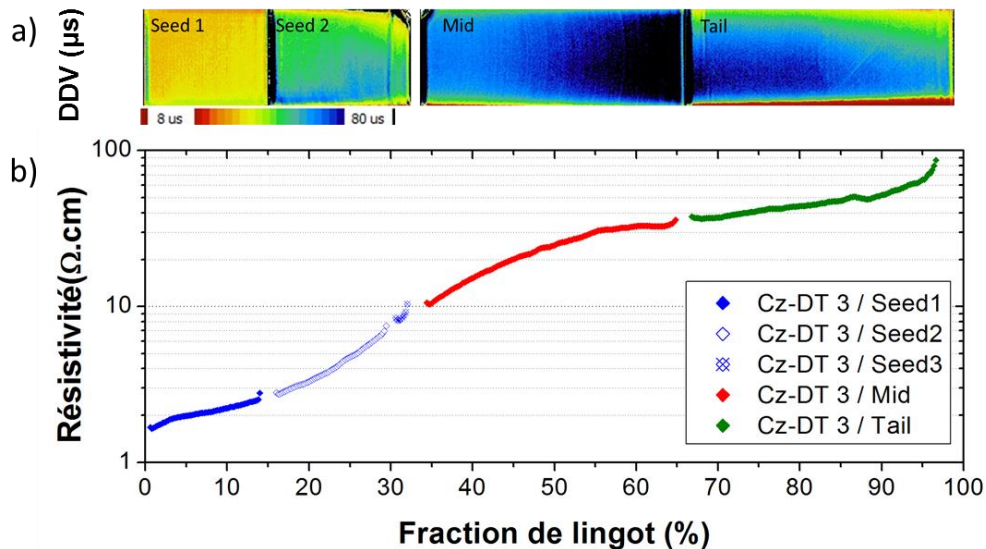 a)
DDV (µs)
Seed 1
Seed 2
Mid
Tail
8 us
80 us
b)
Résistivité(Ω.cm)
100
10
1
Cz-DT 3 / Seed1
Cz-DT 3 / Seed2
Cz-DT 3 / Seed3
Cz-DT 3 / Mid
Cz-DT 3 / Tail
0 10 20 30 40 50 60 70 80 90 100
Fraction de lingot (%)